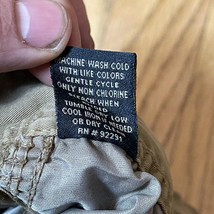 MACHINE WASH COLD
WITH LIKE COLORS
GENTLE CYCLE
ONLY NON CHLORINE
BLEACH WHEN
TUMBLE DRY LOW
COOL IRON IF NEEDED
OR DRY CLEAN
RN # 92291